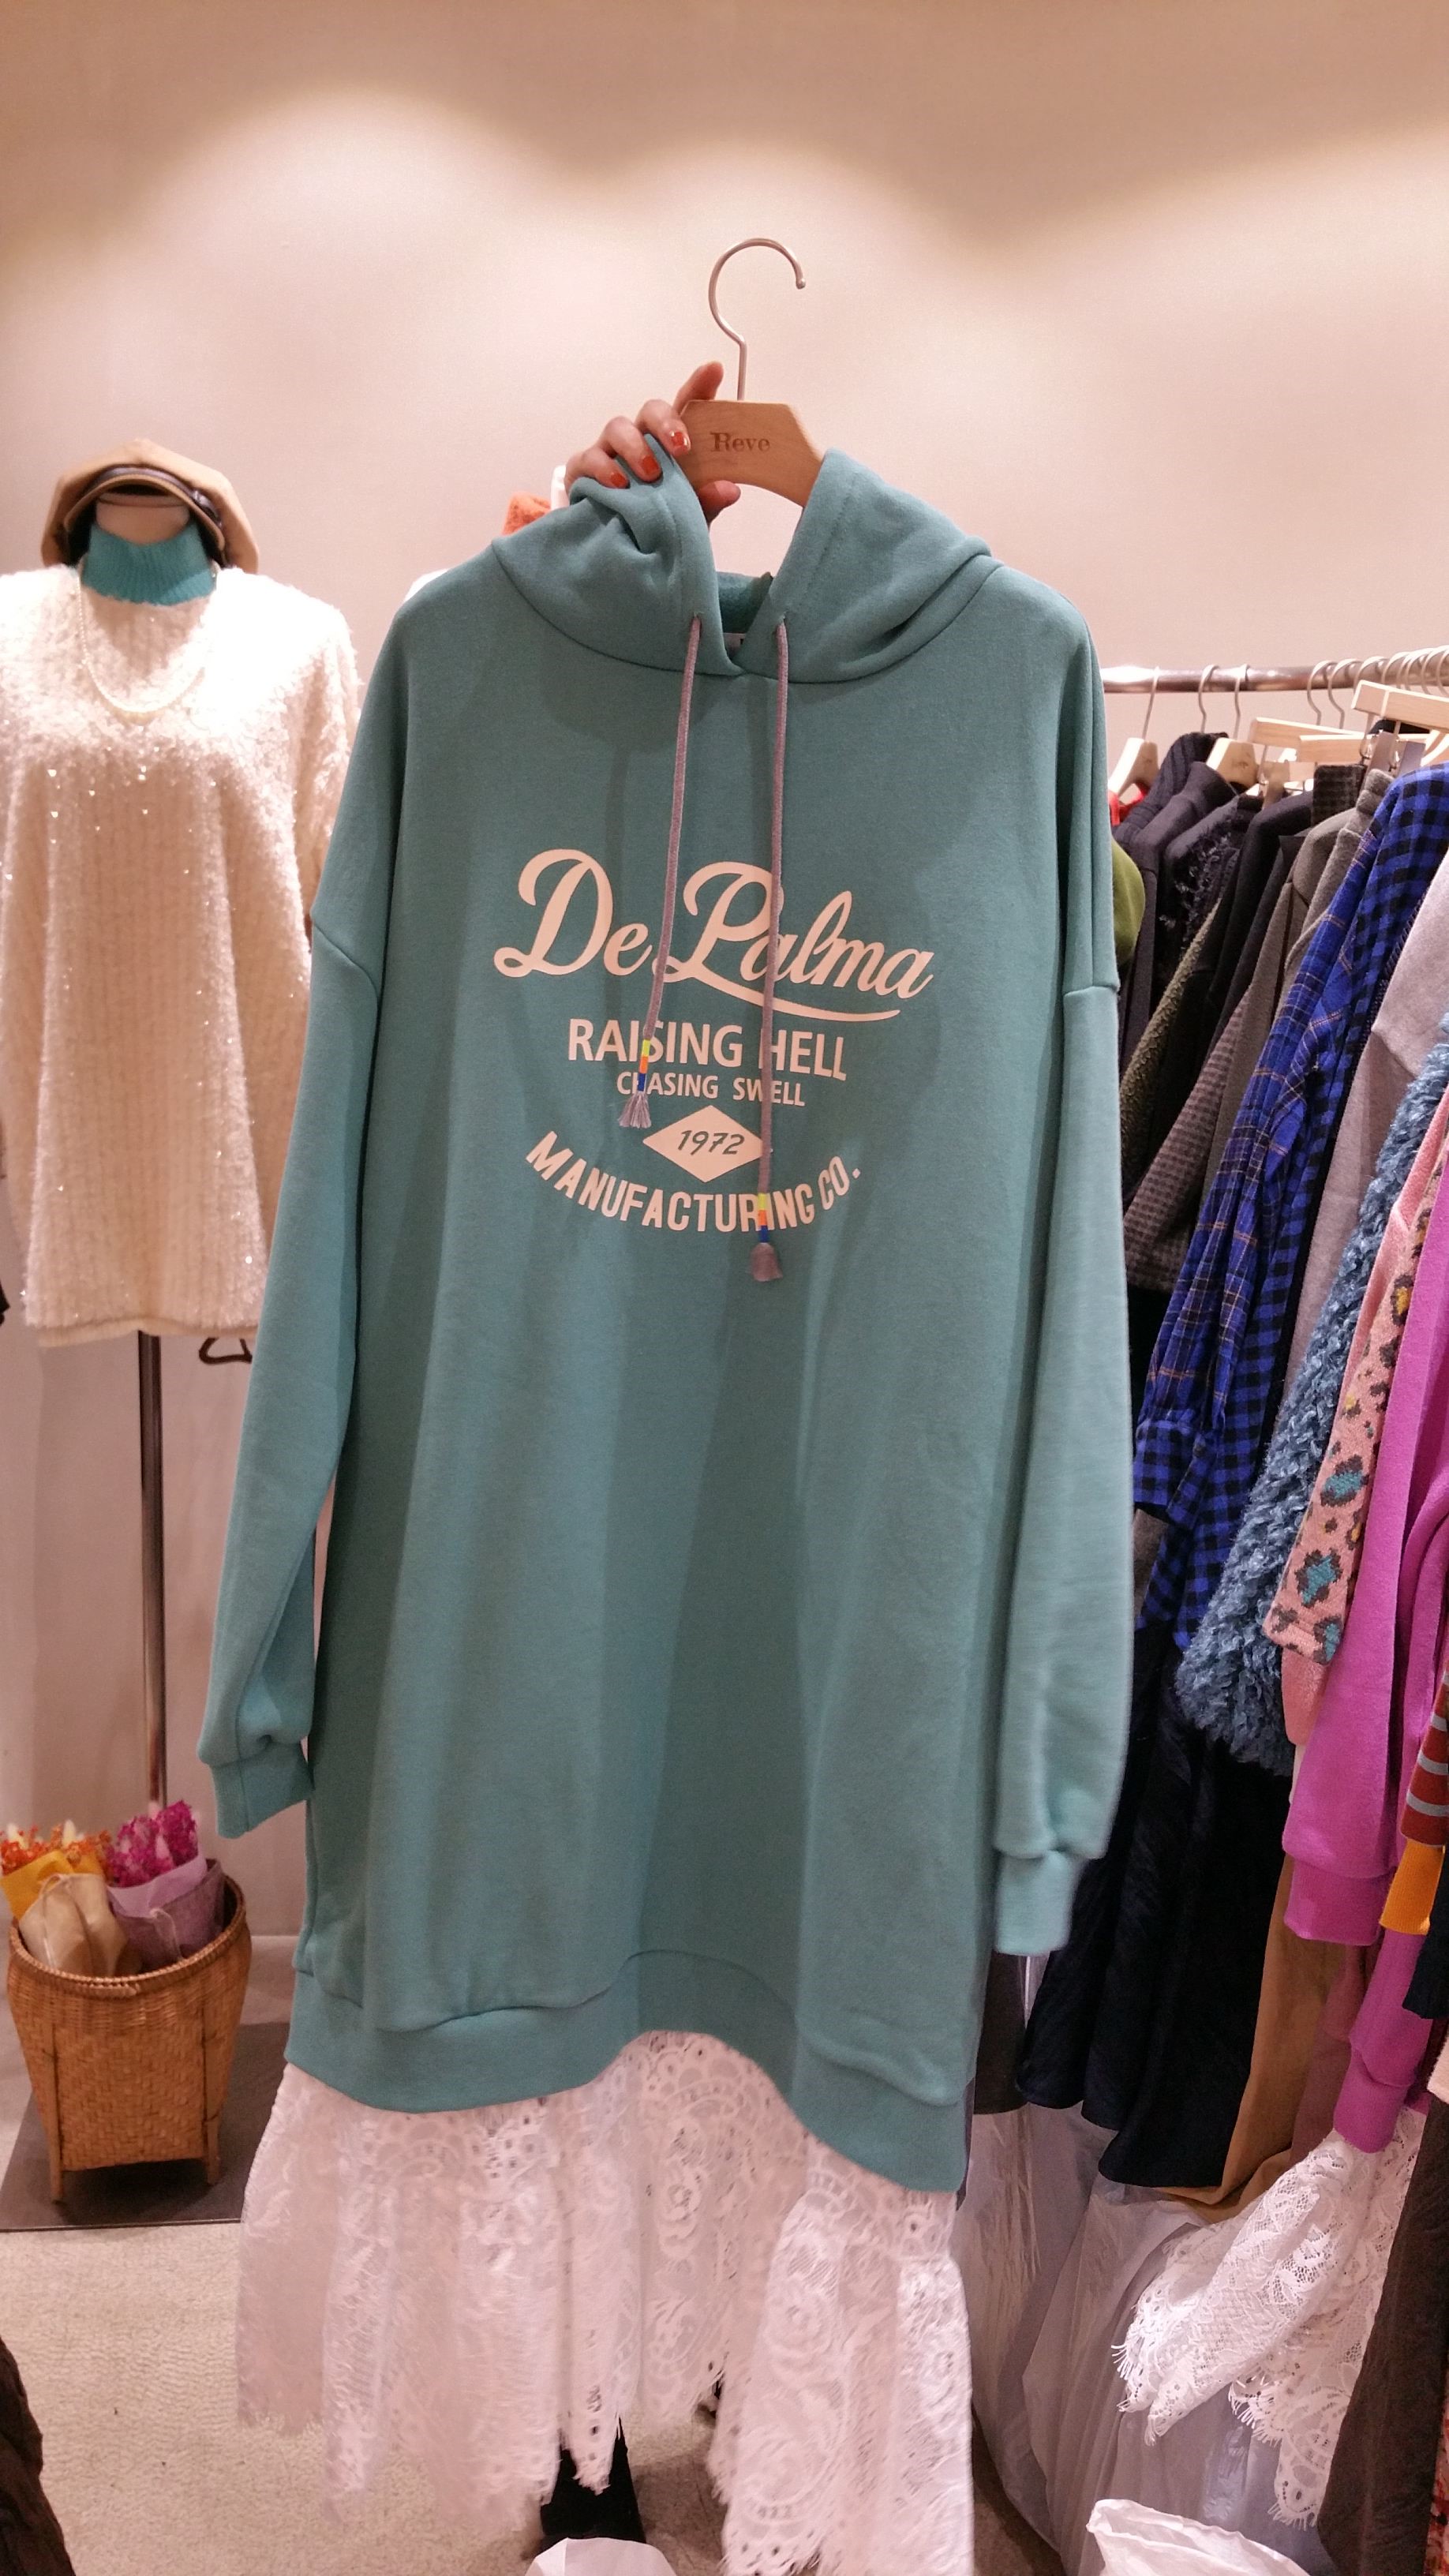 Reve
De Palma
RAISING HELL
CHASING SWELL
1972
MANUFACTURING CO.